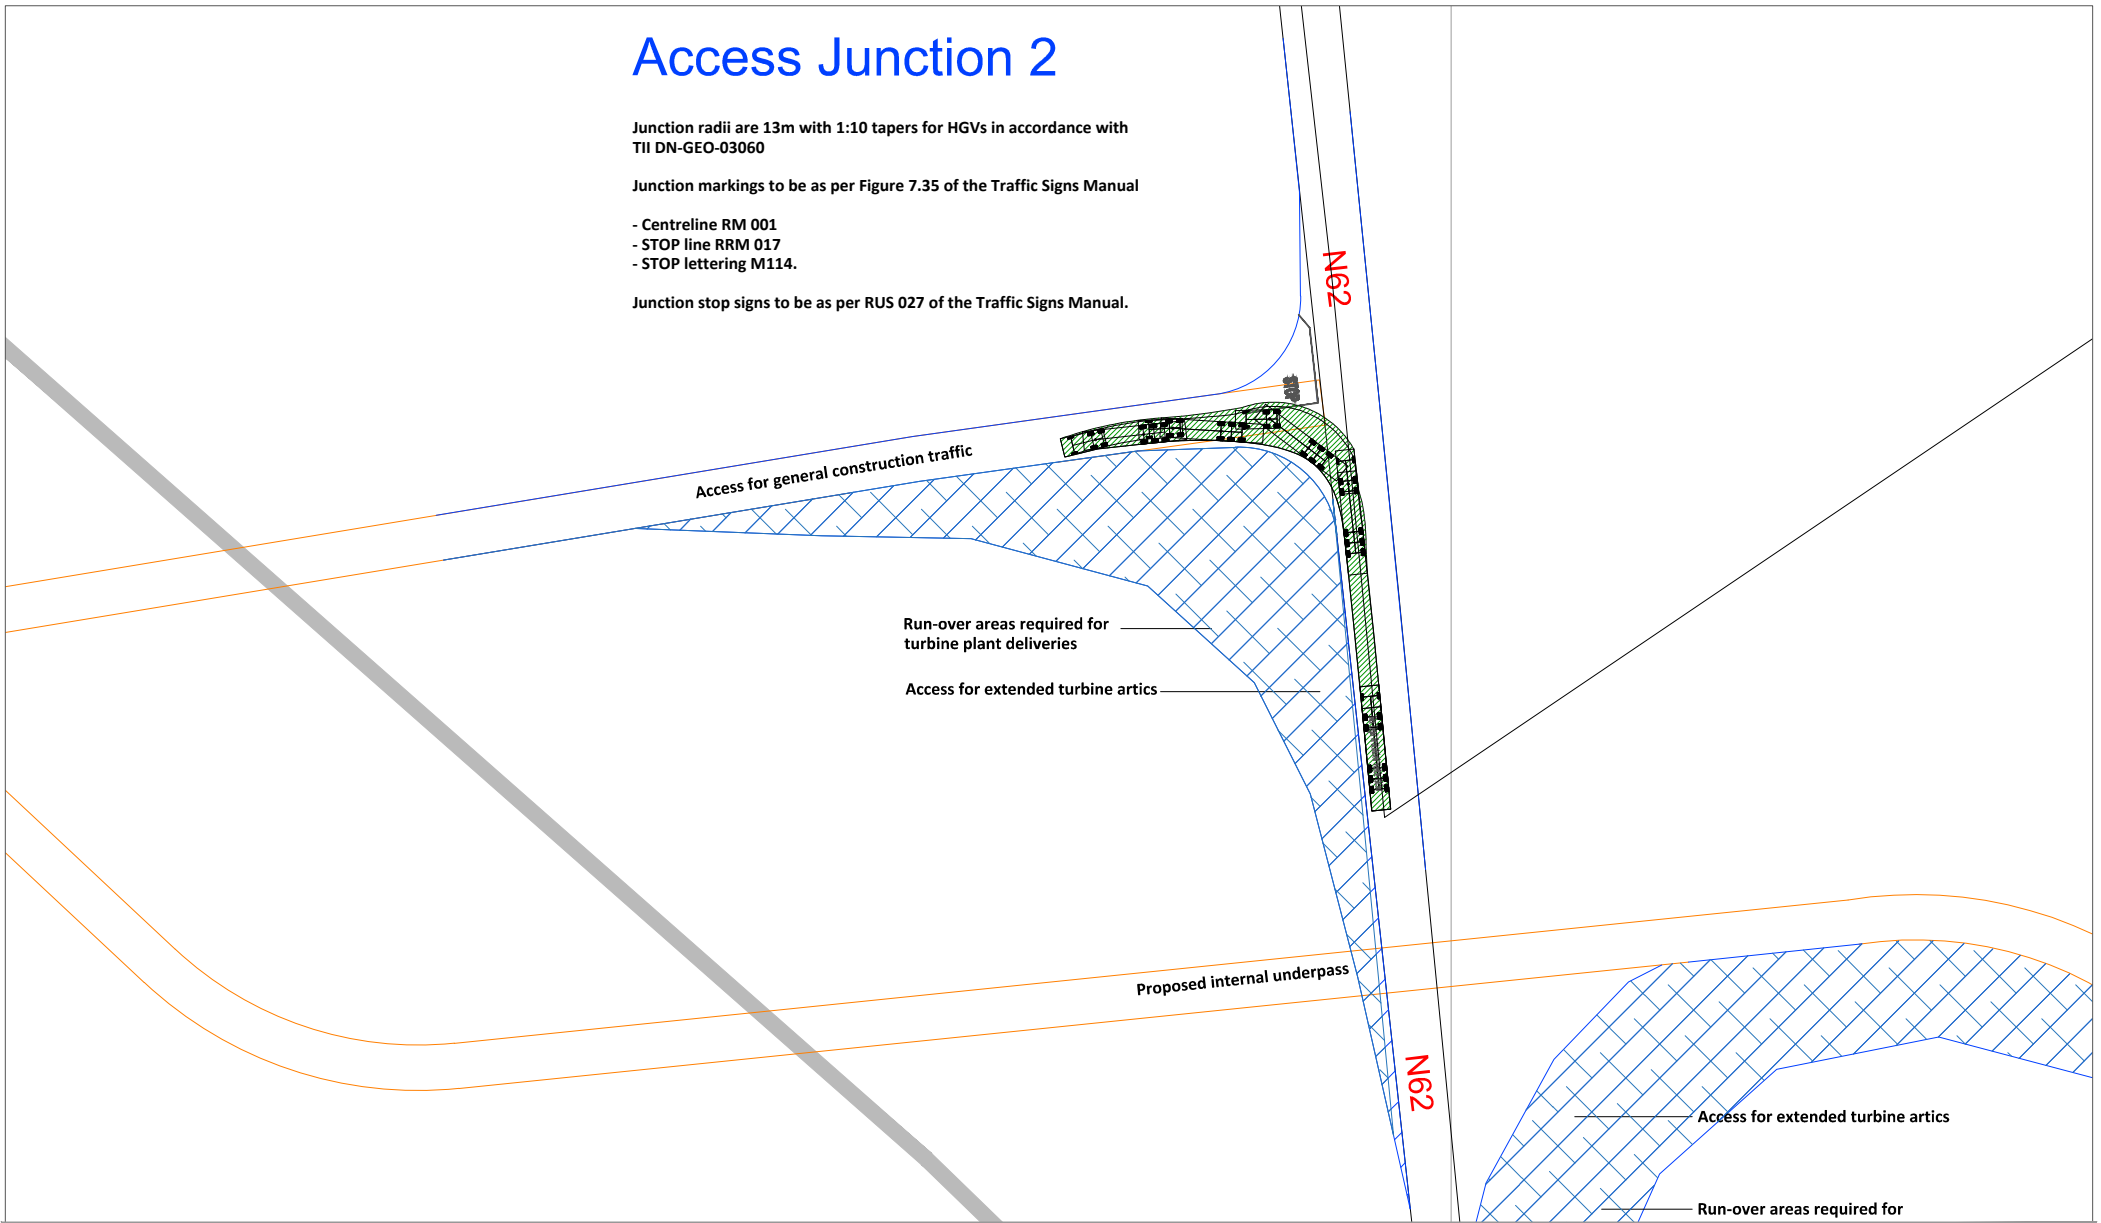 Access Junction 2
Junction radii are 13m with 1:10 tapers for HGVs in accordance with
TII DN-GEO-03060
Junction markings to be as per Figure 7.35 of the Traffic Signs Manual
- Centreline RM 001
- STOP line RRM 017
- STOP lettering M114.
Junction stop signs to be as per RUS 027 of the Traffic Signs Manual.
N62
STOP
Access for general construction traffic
Run-over areas required for
turbine plant deliveries
Access for extended turbine artics
Proposed internal underpass
N62
Access for extended turbine artics
Run-over areas required for